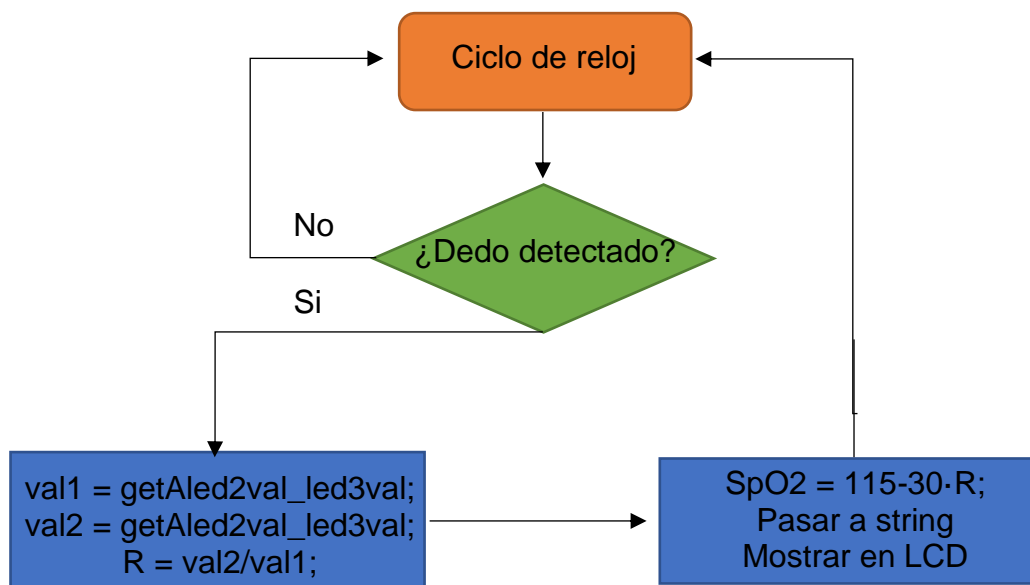 Ciclo de reloj
¿Dedo detectado?
No
Si
val1 = getAled2val_led3val;
val2 = getAled2val_led3val;
R = val2/val1;
SpO2 = 115-30·R;
Pasar a string
Mostrar en LCD